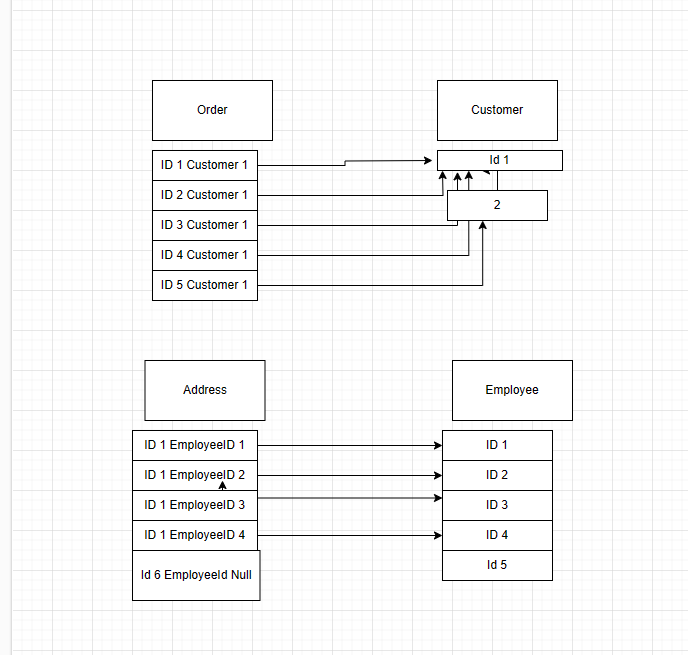 Order
Customer
ID 1 Customer 1
ID 2 Customer 1
ID 3 Customer 1
ID 4 Customer 1
ID 5 Customer 1
Id 1
2
Address
Employee
ID 1 EmployeeID 1
ID 1 EmployeeID 2
ID 1 EmployeeID 3
ID 1 EmployeeID 4
Id 6 EmployeeId Null
ID 1
ID 2
ID 3
ID 4
Id 5